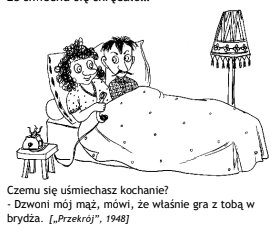 Czemu się uśmiechasz kochanie?
- Dzwoni mój mąż, mówi, że właśnie gra z tobą w
brydża. [„Przekrój", 1948]